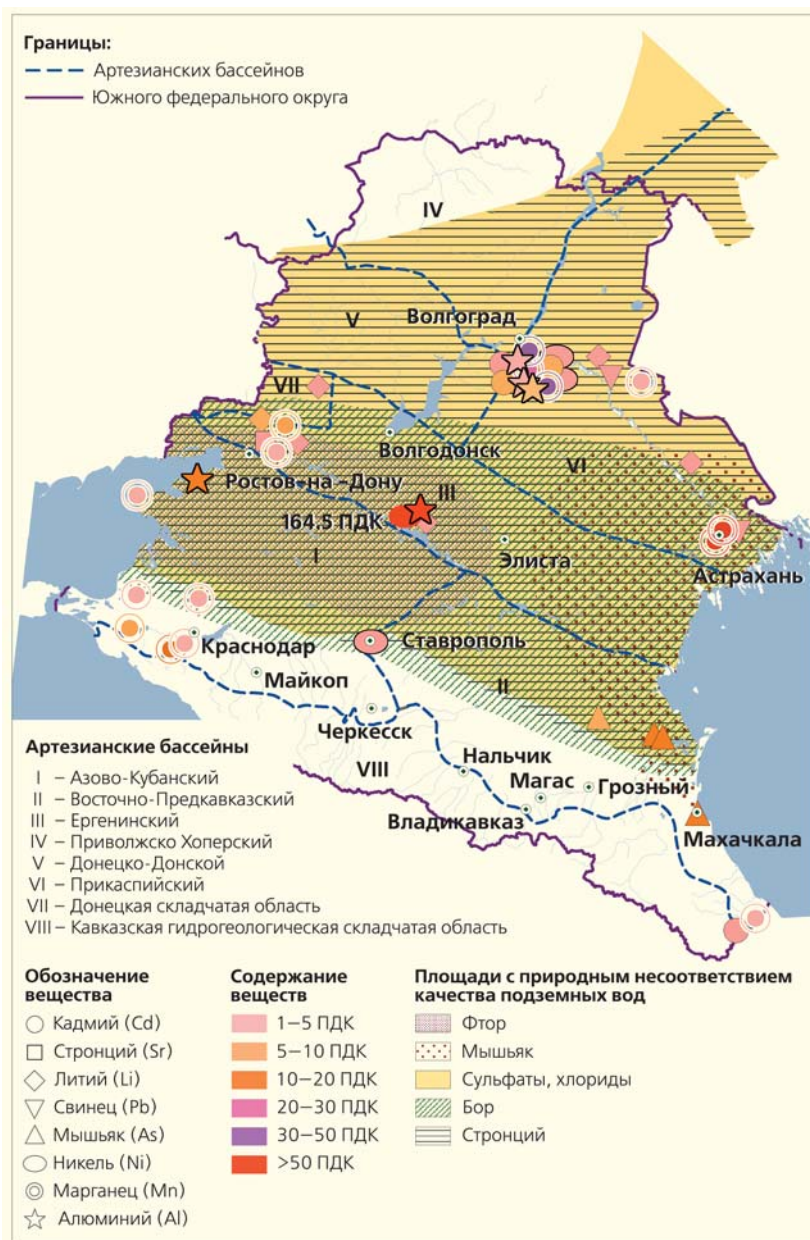 Границы:
Артезианских бассейнов
Южного федерального округа
IV
Волгоград
V
VII
Волгодонск
VI
Ростов-на -Дону
III
164.5 ПДК
I
Элиста
Астрахань
Ставрополь
Краснодар
II
Майкоп
Черкесск
Артезианские бассейны
VIII
Нальчик
Магас
Грозный
Владикавказ
Махачкала
I – Азово-Кубанский
II – Восточно-Предкавказский
III – Ергенинский
IV – Приволжско Хоперский
V – Донецко-Донской
VI – Прикаспийский
VII – Донецкая складчатая область
VIII – Кавказская гидрогеологическая складчатая область
Обозначение
вещества
Кадмий (Cd)
Стронций (Sr)
Литий (Li)
Свинец (Pb)
Мышьяк (As)
Никель (Ni)
Марганец (Mn)
Алюминий (Al)
Содержание
веществ
1–5 ПДК
5–10 ПДК
10–20 ПДК
20–30 ПДК
30–50 ПДК
>50 ПДК
Площади с природным несоответствием
качества подземных вод
Фтор
Мышьяк
Сульфаты, хлориды
Бор
Стронций